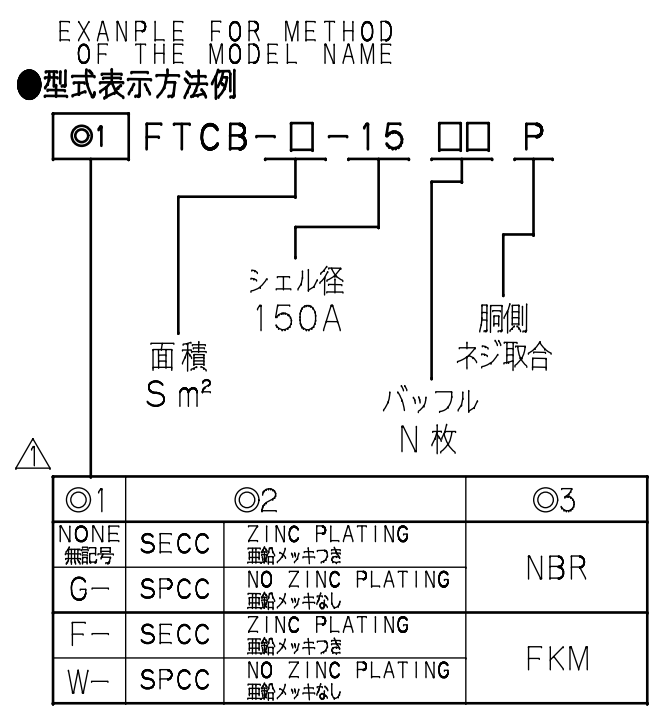 EXANPLE FOR METHOD
OF THE MODEL NAME
●型式表示方法例
◎1 FTCB-□-15 □□ P
シェル径
150A
胴側
ネジ取合
面積
S m²
バッフル
N 枚
1
◎1 ◎2 ◎3
NONE
無記号
SECC
ZINC PLATING
亜鉛メッキつき
NBR
G-
SPCC
NO ZINC PLATING
亜鉛メッキなし
F-
SECC
ZINC PLATING
亜鉛メッキつき
FKM
W-
SPCC
NO ZINC PLATING
亜鉛メッキなし